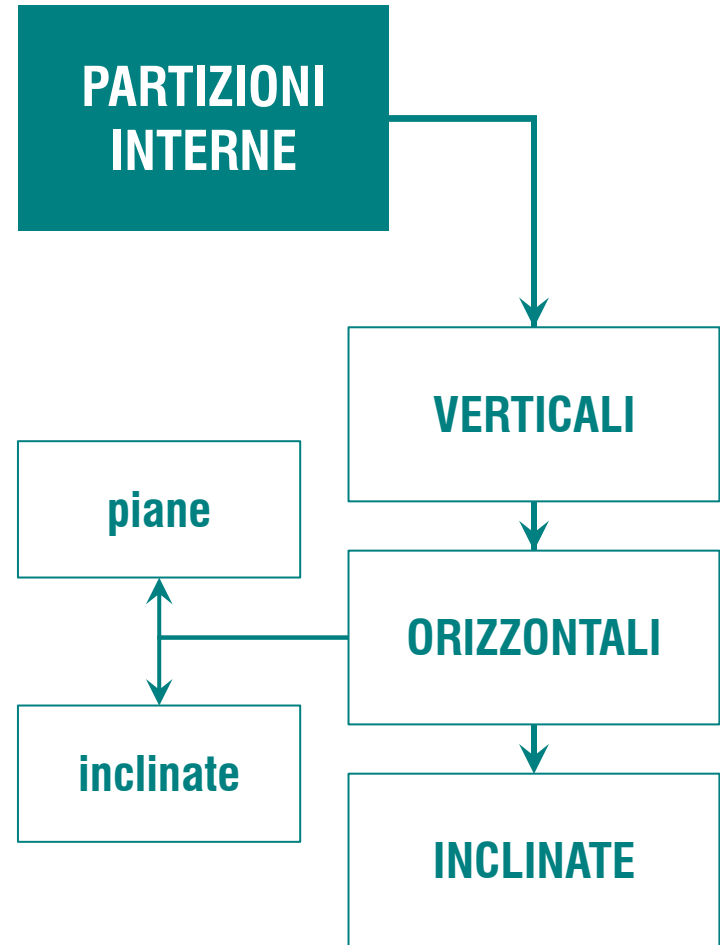 PARTIZIONI
INTERNE
VERTICALI
piane
ORIZZONTALI
inclinate
INCLINATE